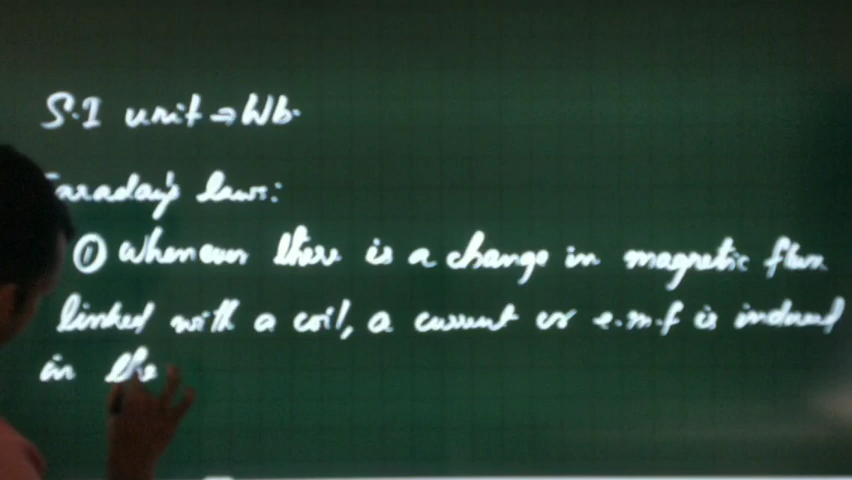 S.I unit ⇒ Wb.
Faraday's laws:
① Whenever there is a change in magnetic flux
linked with a coil, a current or e.m.f is induced
in the